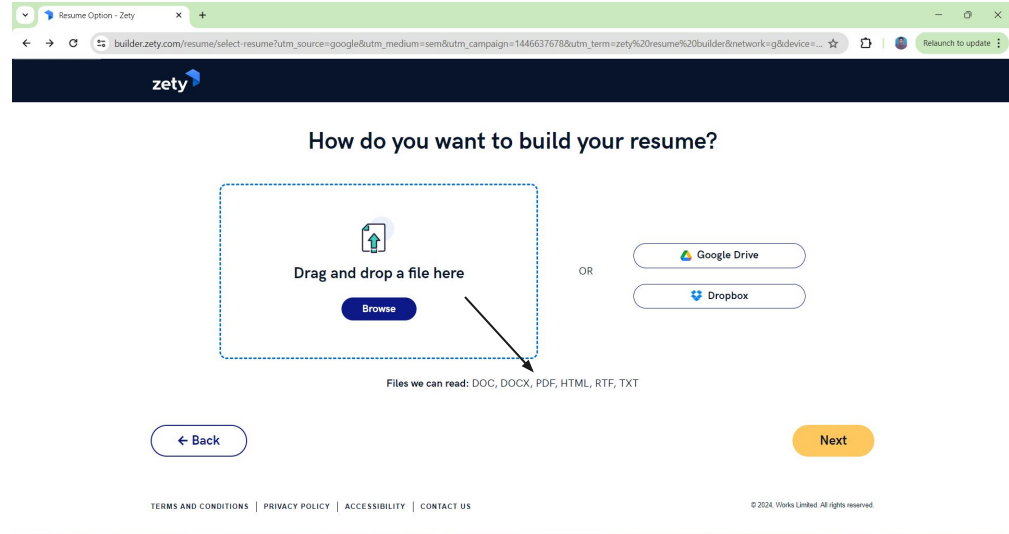 Resume Option - Zety
builder.zety.com/resume/select-resume?utm_source=google&utm_medium=sem&utm_campaign=1446637678&utm_term=zety%20resume%20builder&network=g&device=...
Relaunch to update
zety
How do you want to build your resume?
Drag and drop a file here
Browse
OR
Google Drive
Dropbox
Files we can read: DOC, DOCX, PDF, HTML, RTF, TXT
← Back
Next
TERMS AND CONDITIONS | PRIVACY POLICY | ACCESSIBILITY | CONTACT US
© 2024, Works Limited. All rights reserved.